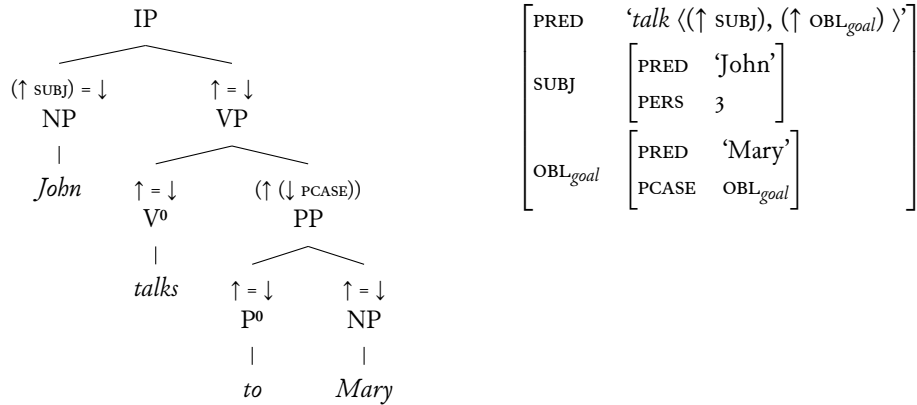 IP
(↑ SUBJ) = ↓ ↑ = ↓
NP VP
John ↑ = ↓ (↑ (↓ PCASE))
V⁰ PP
talks ↑ = ↓ ↑ = ↓
P⁰ NP
to Mary
PRED ‘talk ⟨(↑ SUBJ), (↑ OBL_goal) ⟩’
SUBJ
PRED ‘John’
PERS 3
OBL_goal
PRED ‘Mary’
PCASE OBL_goal